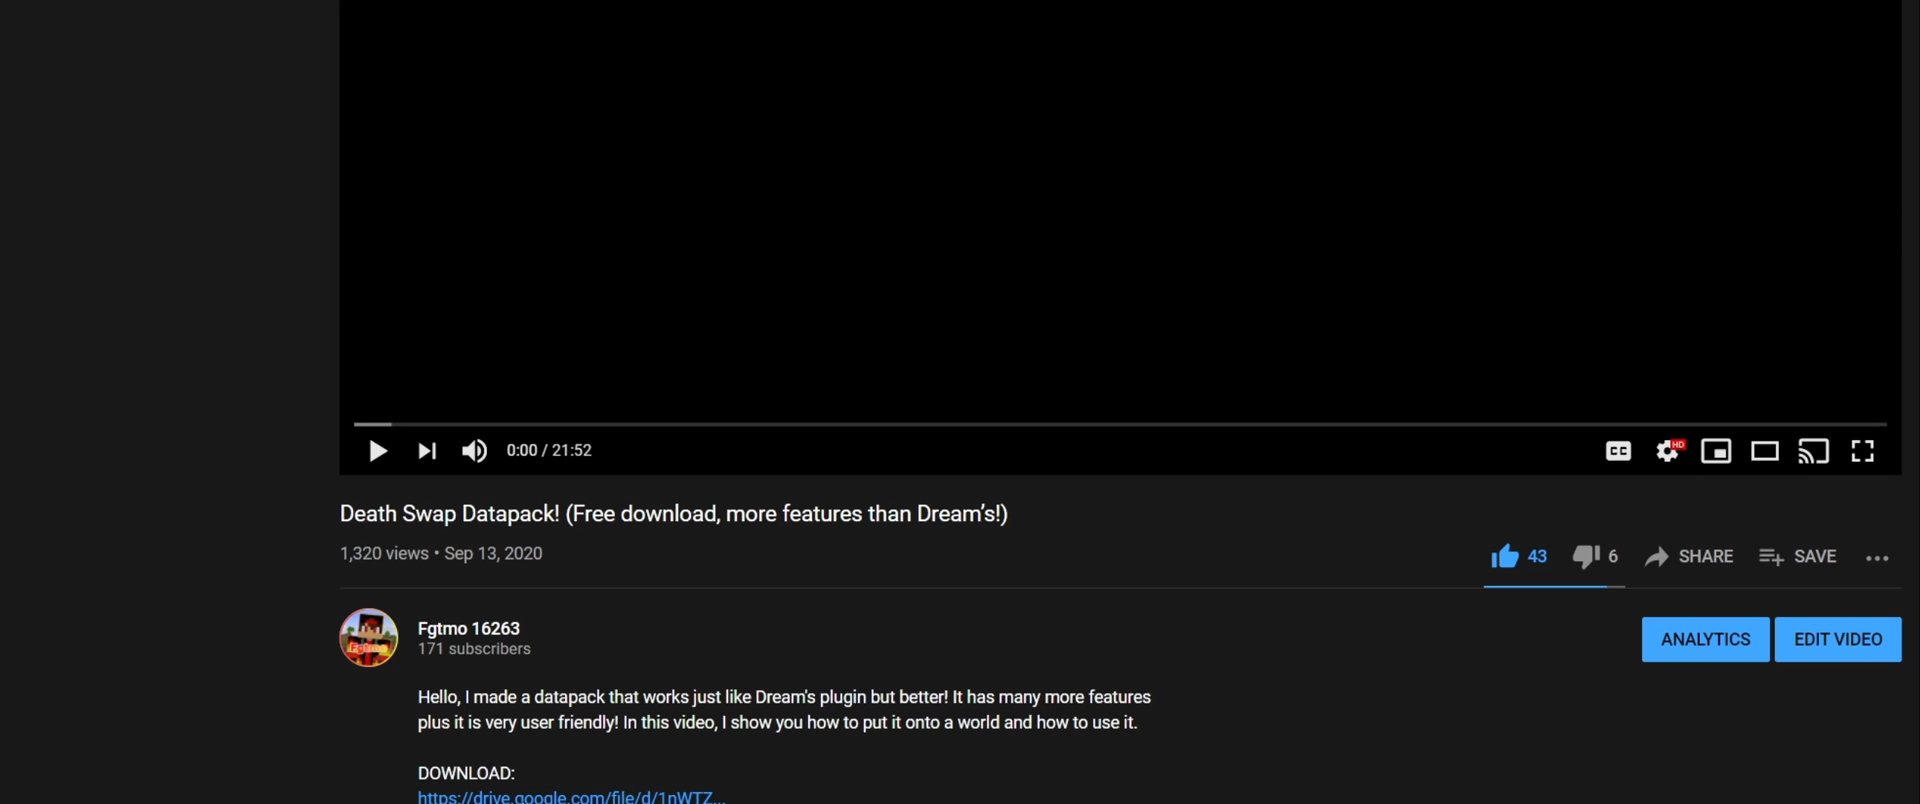 0:00 / 21:52
CC
HD
Death Swap Datapack! (Free download, more features than Dream's!)
1,320 views • Sep 13, 2020
43
6
SHARE
SAVE
Fgtmo
Fgtmo 16263
171 subscribers
ANALYTICS
EDIT VIDEO
Hello, I made a datapack that works just like Dream's plugin but better! It has many more features
plus it is very user friendly! In this video, I show you how to put it onto a world and how to use it.
DOWNLOAD:
https://drive.google.com/file/d/1nWTZ...